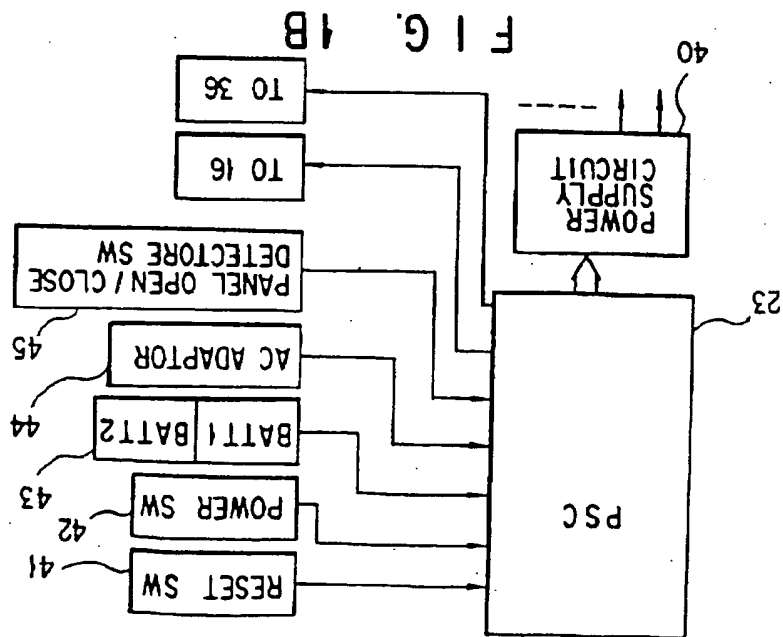 RESET SW
41
POWER SW
42
PSC
BATT1
BATT2
43
AC ADAPTOR
44
23
PANEL OPEN / CLOSE
DETECTORE SW
45
POWER
SUPPLY
CIRCUIT
TO 16
TO 36
40
FIG. 1B